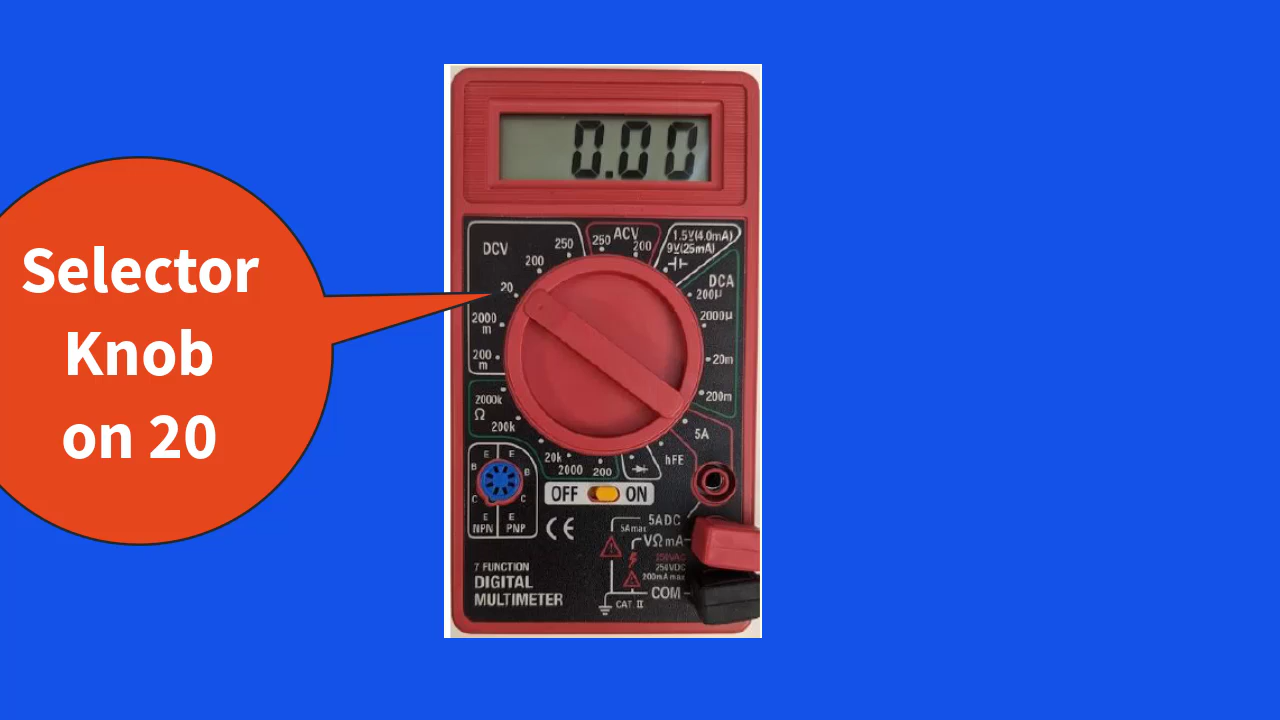 Selector
Knob
on 20
0.00
DCV
250
200
20
2000
m
200
m
ACV
250
200
1.5V(4.0mA)
9V(25mA)
DCA
200µ
2000µ
20m
200m
5A
hFE
2000k
Ω
200k
20k
2000
200
OFF
ON
E E
B B
C C
E E
NPN PNP
CE
5ADC
5Amax
VΩmA
250VAC
250VDC
200mA max
COM
CAT. II
7 FUNCTION
DIGITAL
MULTIMETER